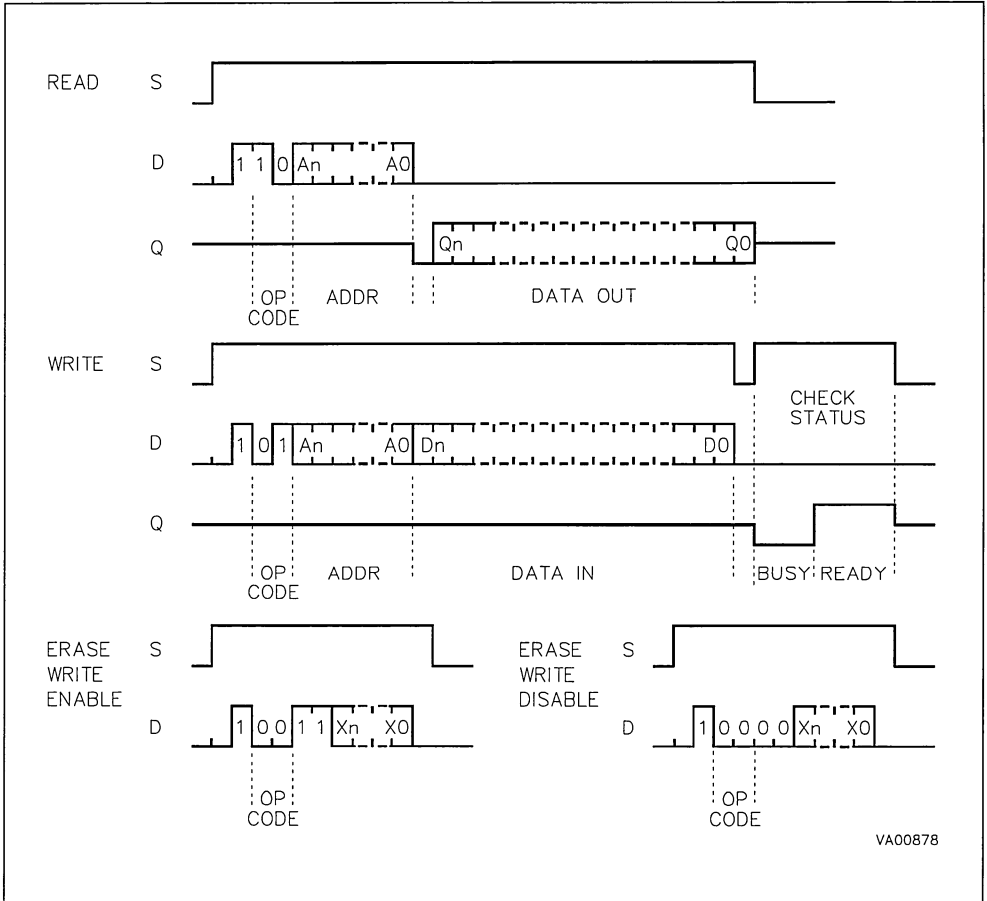 READ S
D 1 1 0 An A0
Q Qn Q0
OP CODE ADDR DATA OUT
WRITE S
CHECK STATUS
D 1 0 1 An A0 Dn D0
Q
OP CODE ADDR DATA IN BUSY READY
ERASE WRITE ENABLE S
D 1 0 0 1 1 Xn X0
OP CODE
ERASE WRITE DISABLE S
D 1 0 0 0 0 Xn X0
OP CODE
VA00878